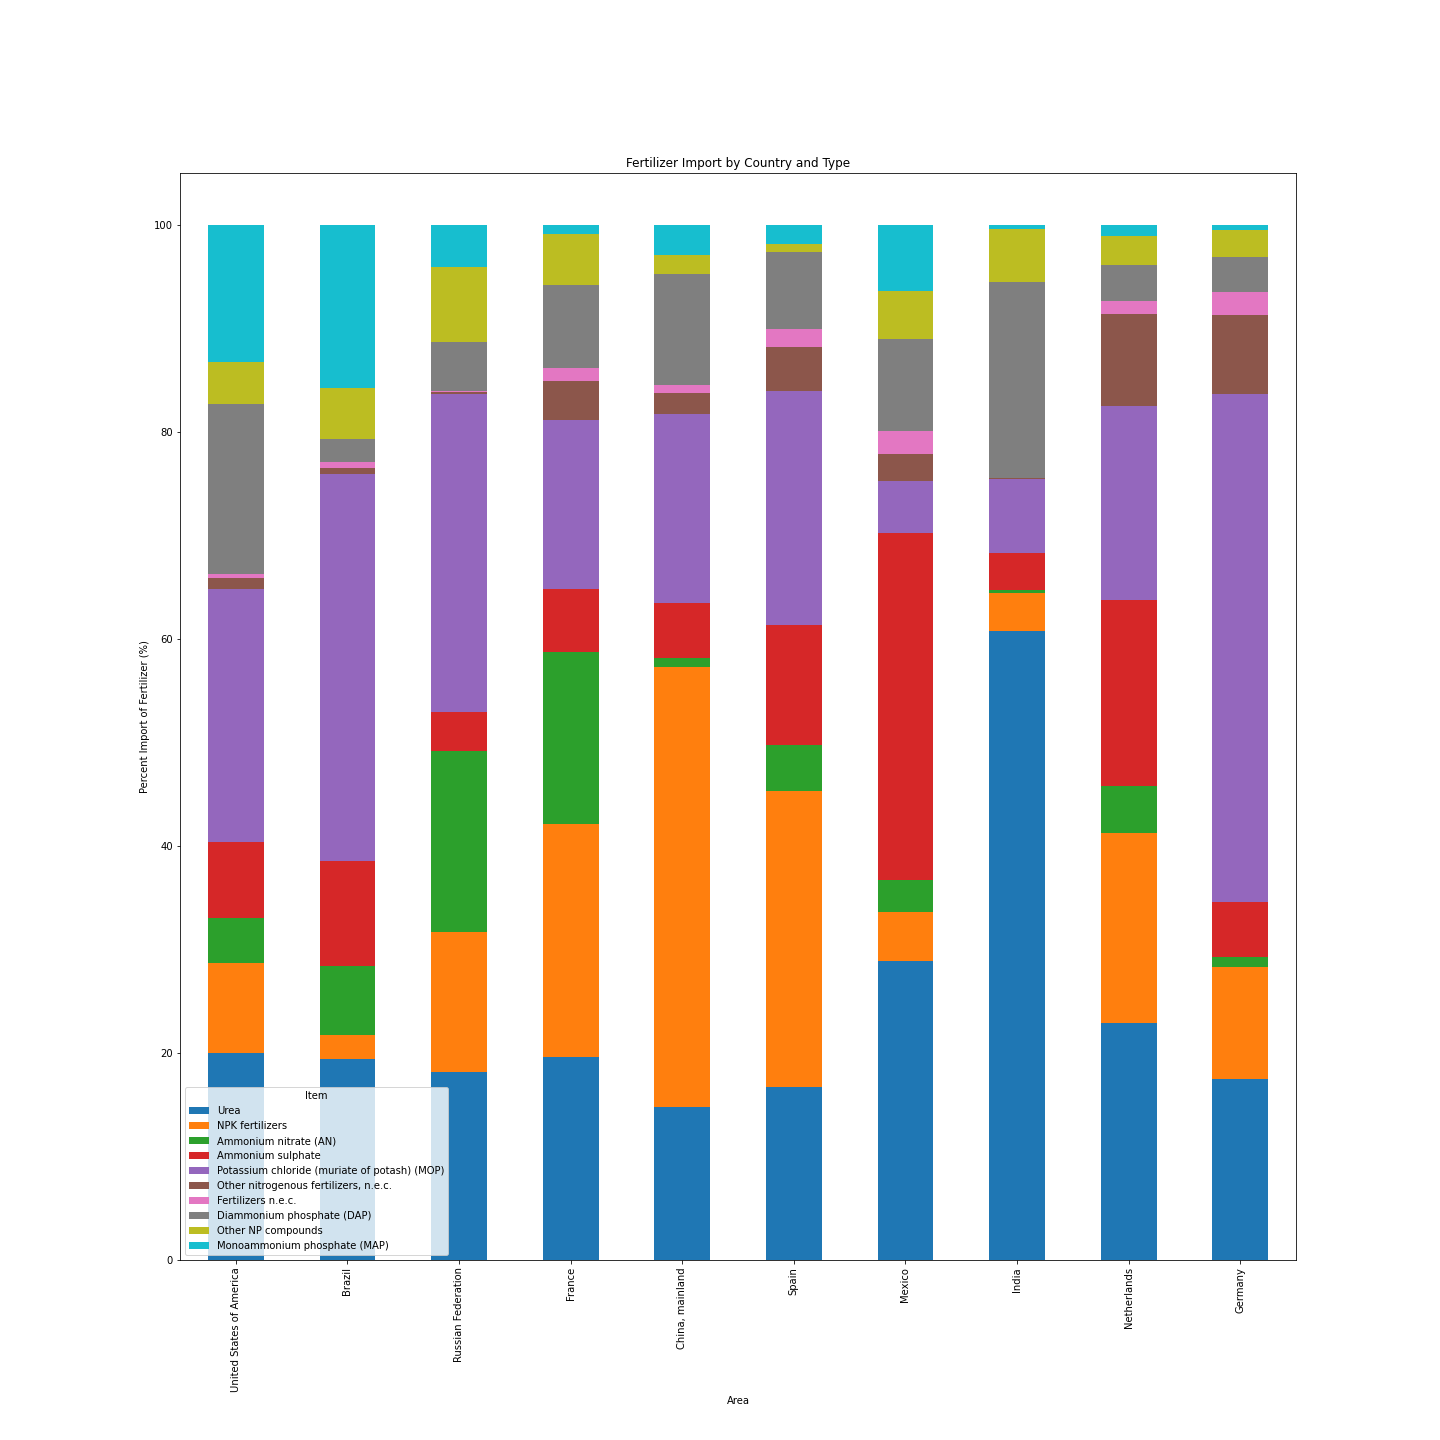 Fertilizer Import by Country and Type
100
80
60
40
20
0
Percent Import of Fertilizer (%)
Item
Urea
NPK fertilizers
Ammonium nitrate (AN)
Ammonium sulphate
Potassium chloride (muriate of potash) (MOP)
Other nitrogenous fertilizers, n.e.c.
Fertilizers n.e.c.
Diammonium phosphate (DAP)
Other NP compounds
Monoammonium phosphate (MAP)
United States of America
Brazil
Russian Federation
France
China, mainland
Spain
Mexico
India
Netherlands
Germany
Area